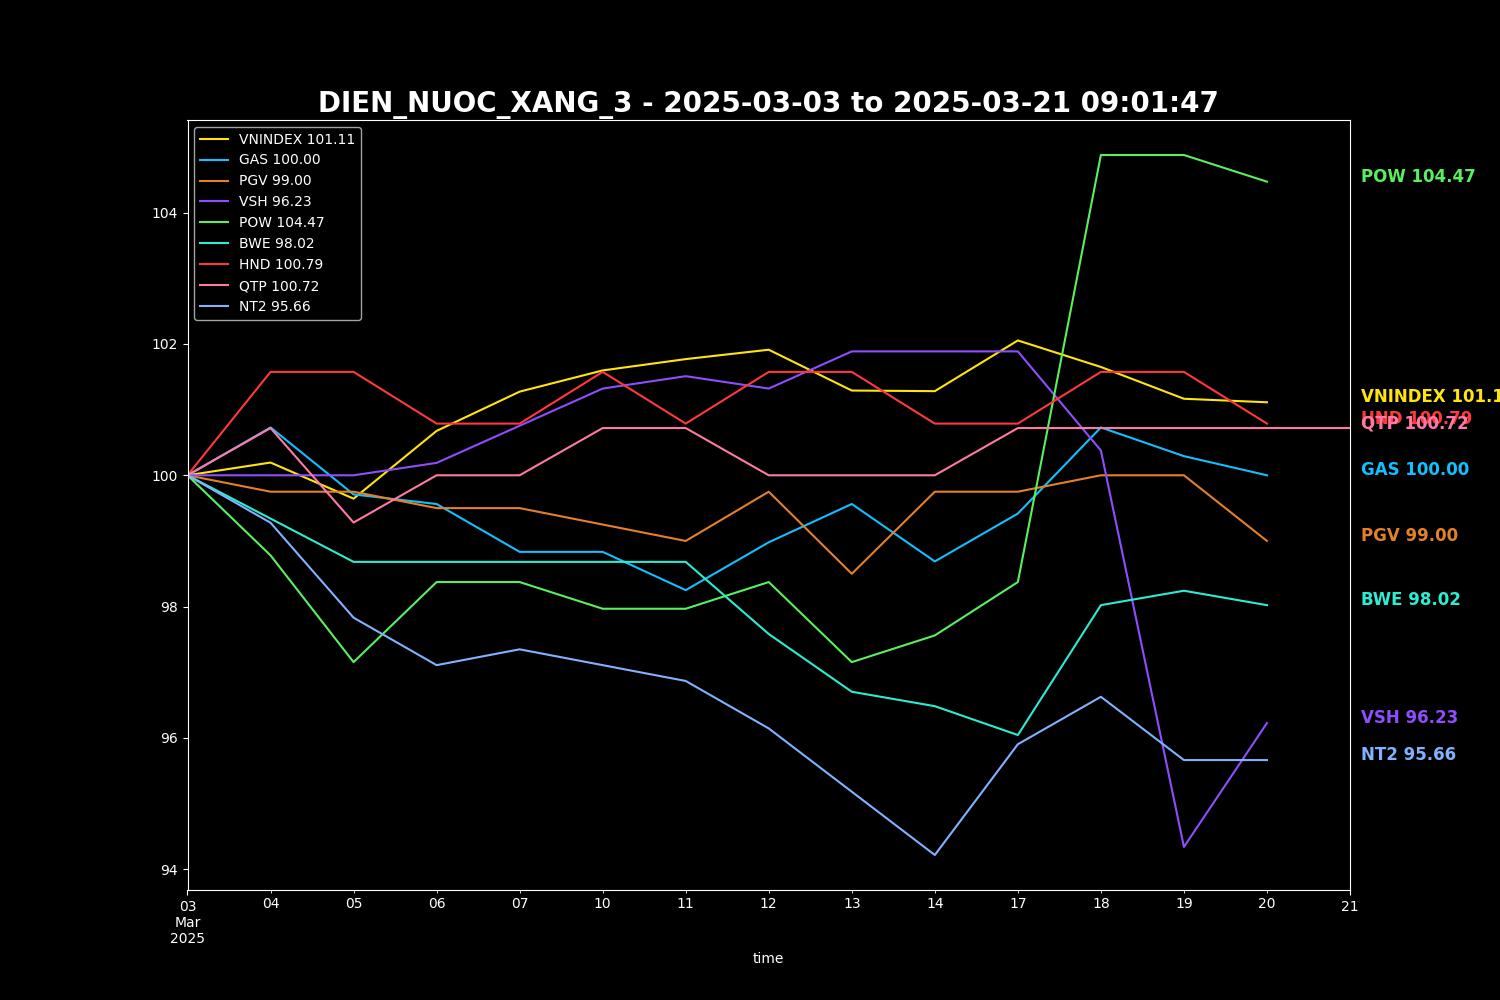 DIEN_NUOC_XANG_3 - 2025-03-03 to 2025-03-21 09:01:47
VNINDEX 101.11
GAS 100.00
PGV 99.00
VSH 96.23
POW 104.47
BWE 98.02
HND 100.79
QTP 100.72
NT2 95.66
104
102
100
98
96
94
POW 104.47
VNINDEX 101.1
HND 100.79
QTP 100.72
GAS 100.00
PGV 99.00
BWE 98.02
VSH 96.23
NT2 95.66
03 04 05 06 07 10 11 12 13 14 17 18 19 20 21
Mar
2025
time